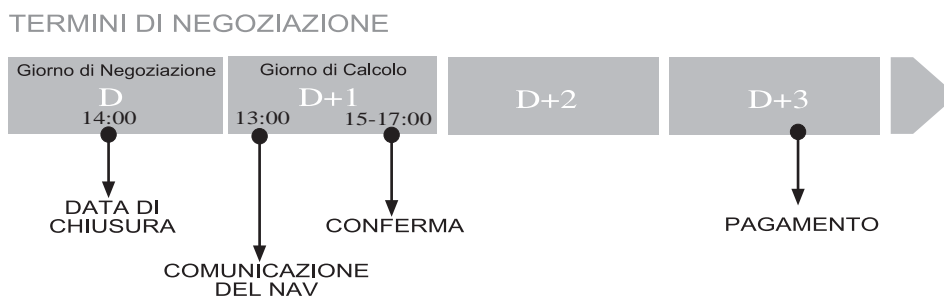 TERMINI DI NEGOZIAZIONE
Giorno di Negoziazione
D
14:00
Giorno di Calcolo
D+1
13:00 15-17:00
D+2
D+3
DATA DI
CHIUSURA
COMUNICAZIONE
DEL NAV
CONFERMA
PAGAMENTO